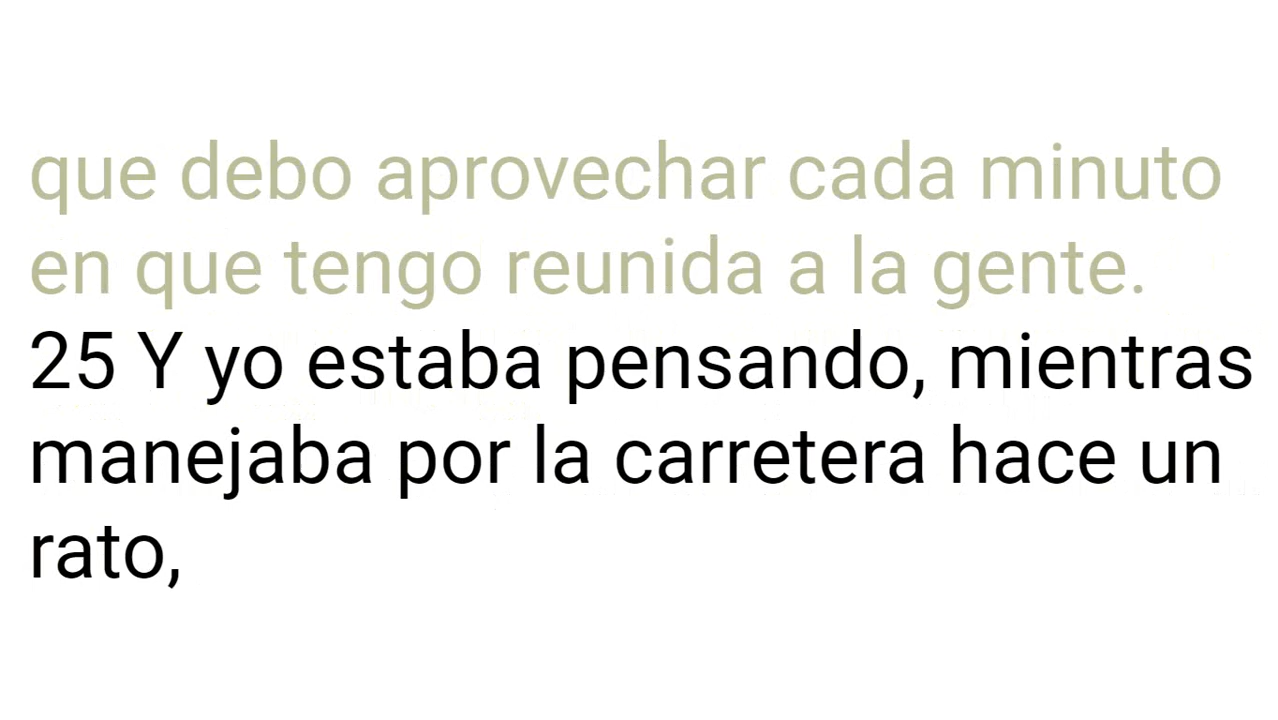 que debo aprovechar cada minuto
en que tengo reunida a la gente.
25 Y yo estaba pensando, mientras
manejaba por la carretera hace un
rato,